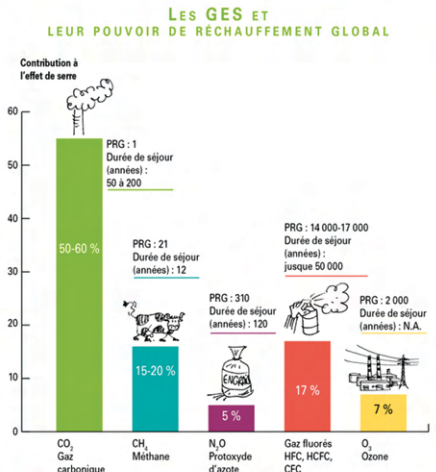 LES GES ET
LEUR POUVOIR DE RÉCHAUFFEMENT GLOBAL
Contribution à
l'effet de serre
60
50
40
30
20
10
0
PRG : 1
Durée de séjour
(années) :
50 à 200
50-60 %
PRG : 21
Durée de séjour
(années) : 12
15-20 %
PRG : 310
Durée de séjour
(années) : 120
ENGRAIS
5 %
PRG : 14 000-17 000
Durée de séjour
(années) :
jusque 50 000
17 %
PRG : 2 000
Durée de séjour
(années) : N.A.
7 %
CO₂
Gaz
carbonique
CH₄
Méthane
N₂O
Protoxyde
d'azote
Gaz fluorés
HFC, HCFC,
CFC
O₃
Ozone